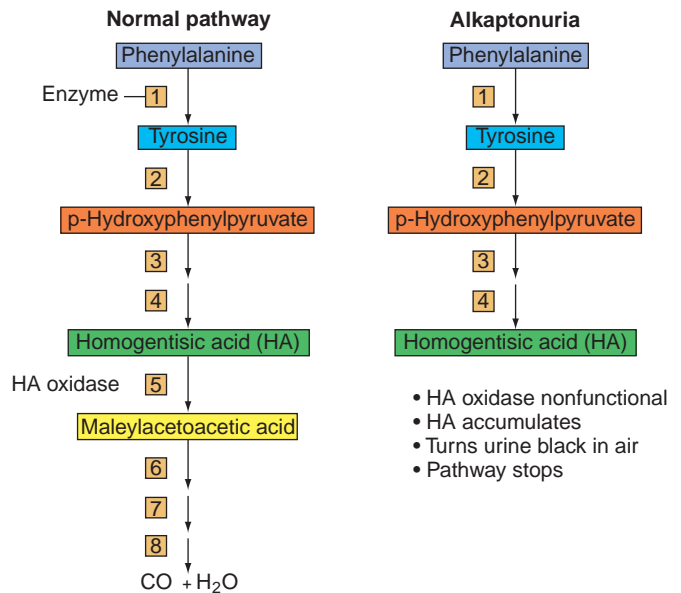 Normal pathway
Phenylalanine
Enzyme
1
Tyrosine
2
p-Hydroxyphenylpyruvate
3
4
Homogentisic acid (HA)
HA oxidase
5
Maleylacetoacetic acid
6
7
8
CO + H₂O
Alkaptonuria
Phenylalanine
1
Tyrosine
2
p-Hydroxyphenylpyruvate
3
4
Homogentisic acid (HA)
• HA oxidase nonfunctional
• HA accumulates
• Turns urine black in air
• Pathway stops